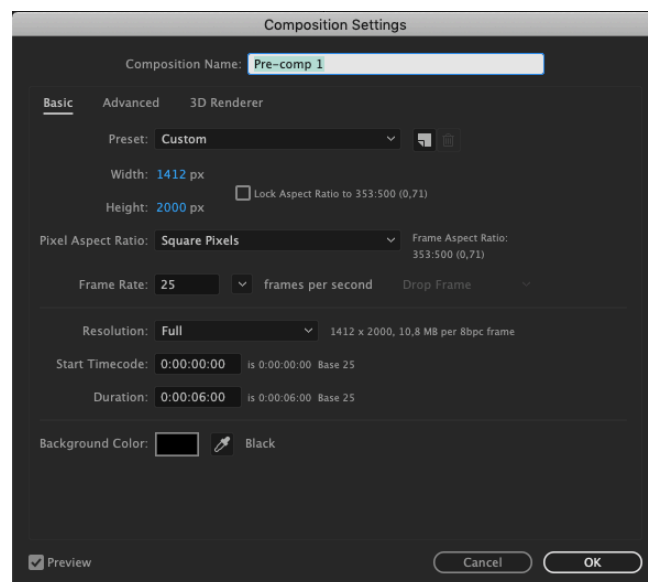 Composition Settings
Composition Name: Pre-comp 1
Basic Advanced 3D Renderer
Preset: Custom
Width: 1412 px
Lock Aspect Ratio to 353:500 (0,71)
Height: 2000 px
Pixel Aspect Ratio: Square Pixels
Frame Aspect Ratio:
353:500 (0,71)
Frame Rate: 25 frames per second Drop Frame
Resolution: Full 1412 x 2000, 10,8 MB per 8bpc frame
Start Timecode: 0:00:00:00 is 0:00:00:00 Base 25
Duration: 0:00:06:00 is 0:00:06:00 Base 25
Background Color: Black
Preview Cancel OK